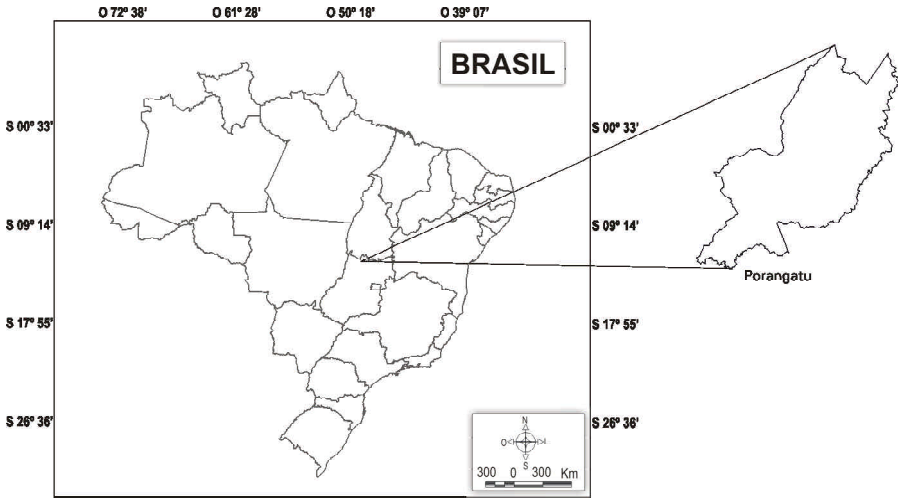 O 72º 38' O 61º 28' O 50º 18' O 39º 07'
BRASIL
S 00º 33' S 00º 33'
S 09º 14' S 09º 14'
Porangatu
S 17º 55' S 17º 55'
S 26º 36' S 26º 36'
N
O
S
300 0 300 Km